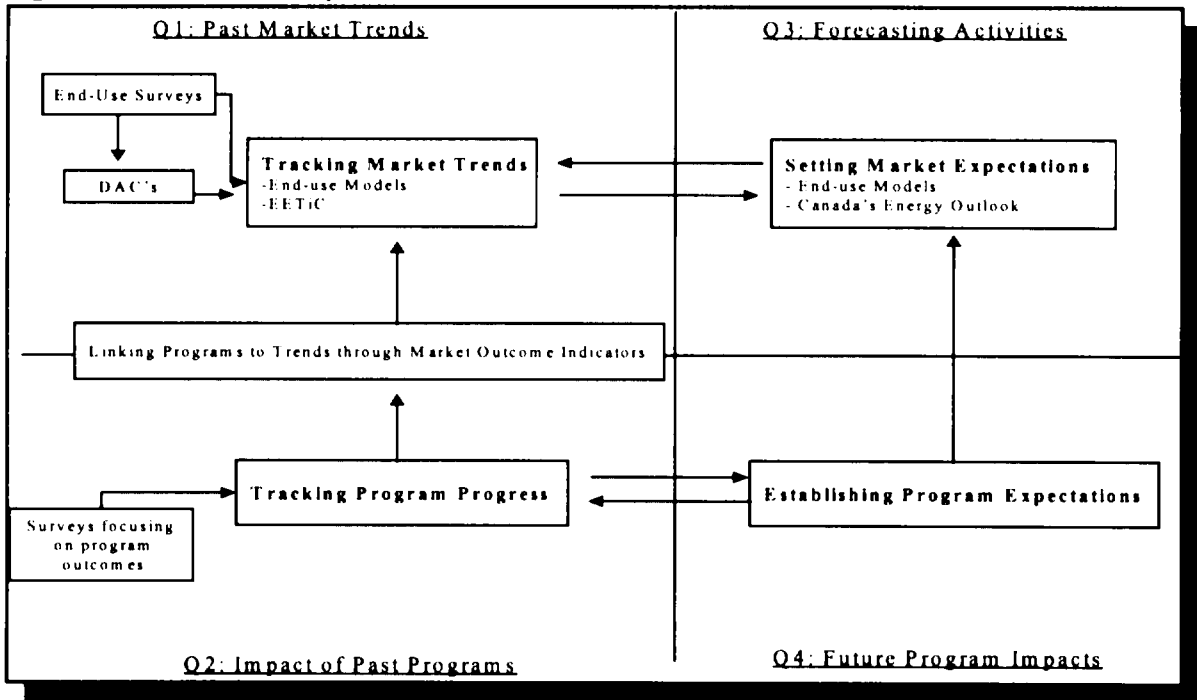 Q1: Past Market Trends
End-Use Surveys
DAC's
Tracking Market Trends
-End-use Models
-EETiC
Q3: Forecasting Activities
Setting Market Expectations
- End-use Models
- Canada's Energy Outlook
Linking Programs to Trends through Market Outcome Indicators
Tracking Program Progress
Surveys focusing
on program
outcomes
Q2: Impact of Past Programs
Establishing Program Expectations
Q4: Future Program Impacts